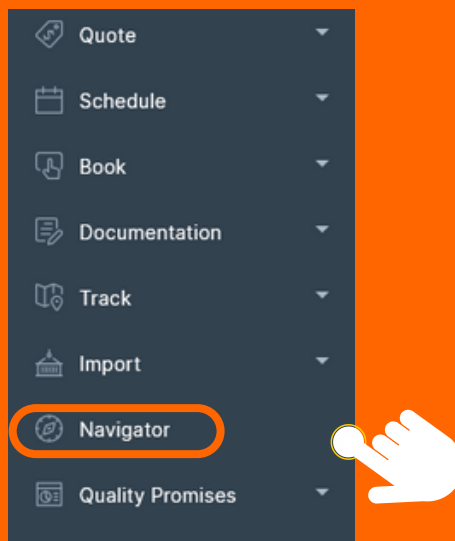 Quote
Schedule
Book
Documentation
Track
Import
Navigator
Quality Promises